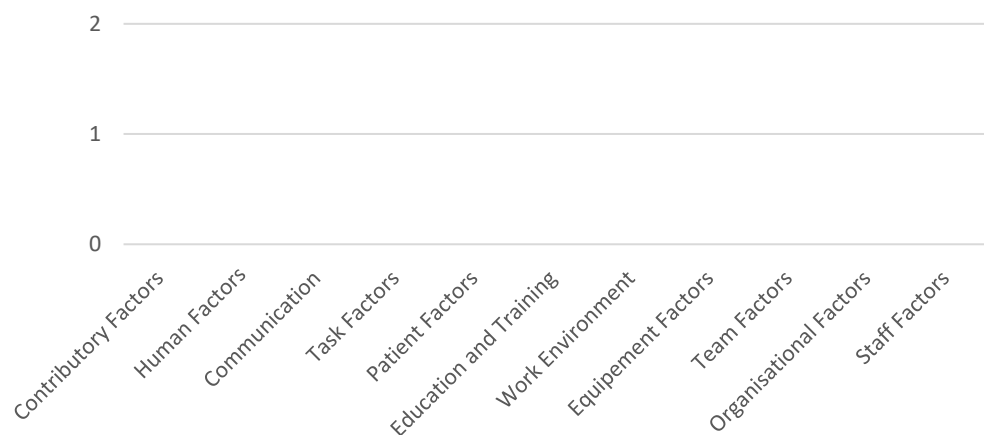 2
1
0
Contributory Factors
Human Factors
Communication
Task Factors
Patient Factors
Education and Training
Work Environment
Equipement Factors
Team Factors
Organisational Factors
Staff Factors